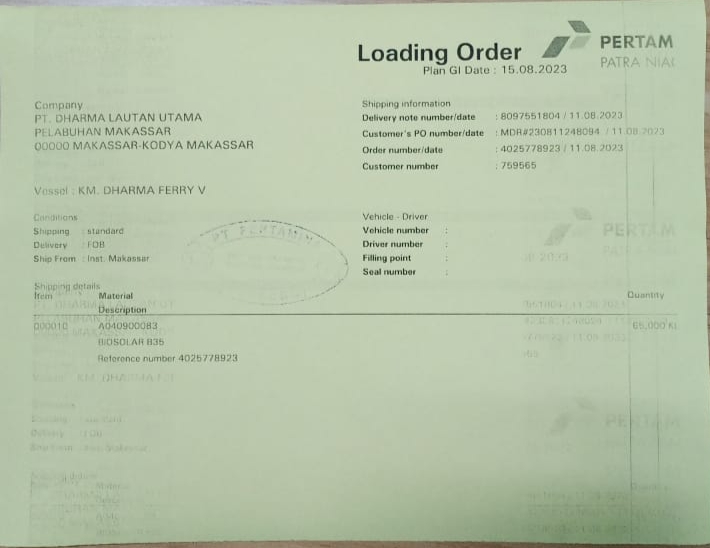 Loading Order
Plan GI Date : 15.08.2023
PERTAM
PATRA NIA
Company
PT. DHARMA LAUTAN UTAMA
PELABUHAN MAKASSAR
00000 MAKASSAR-KODYA MAKASSAR
Vessel : KM. DHARMA FERRY V
Shipping information
Delivery note number/date : 8097551804 / 11.08.2023
Customer's PO number/date : MDR#230811248094 / 11.08.2023
Order number/date : 4025778923 / 11.08.2023
Customer number : 759565
Conditions
Shipping : standard
Delivery : FOB
Ship From : Inst. Makassar
PT PERTAMINA
Vehicle - Driver
Vehicle number :
Driver number :
Filling point :
Seal number :
Shipping details
Item Material Quantity
Description
000010 A040900083 65,000 KL
BIOSOLAR B35
Reference number 4025778923